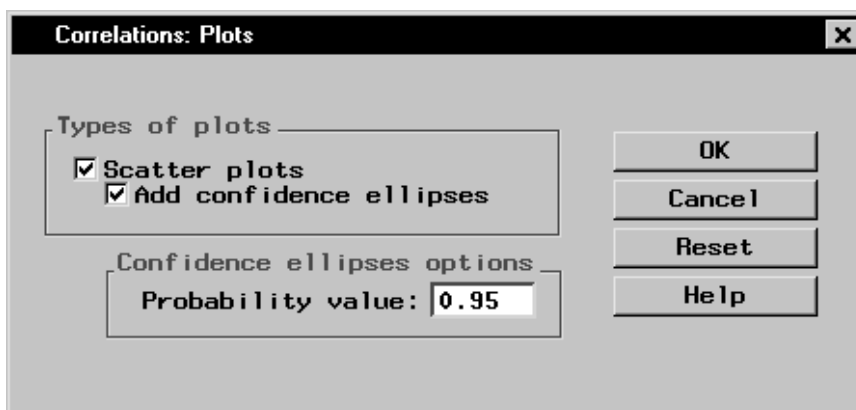 Correlations: Plots
Types of plots
Scatter plots
Add confidence ellipses
Confidence ellipses options
Probability value: 0.95
OK
Cancel
Reset
Help